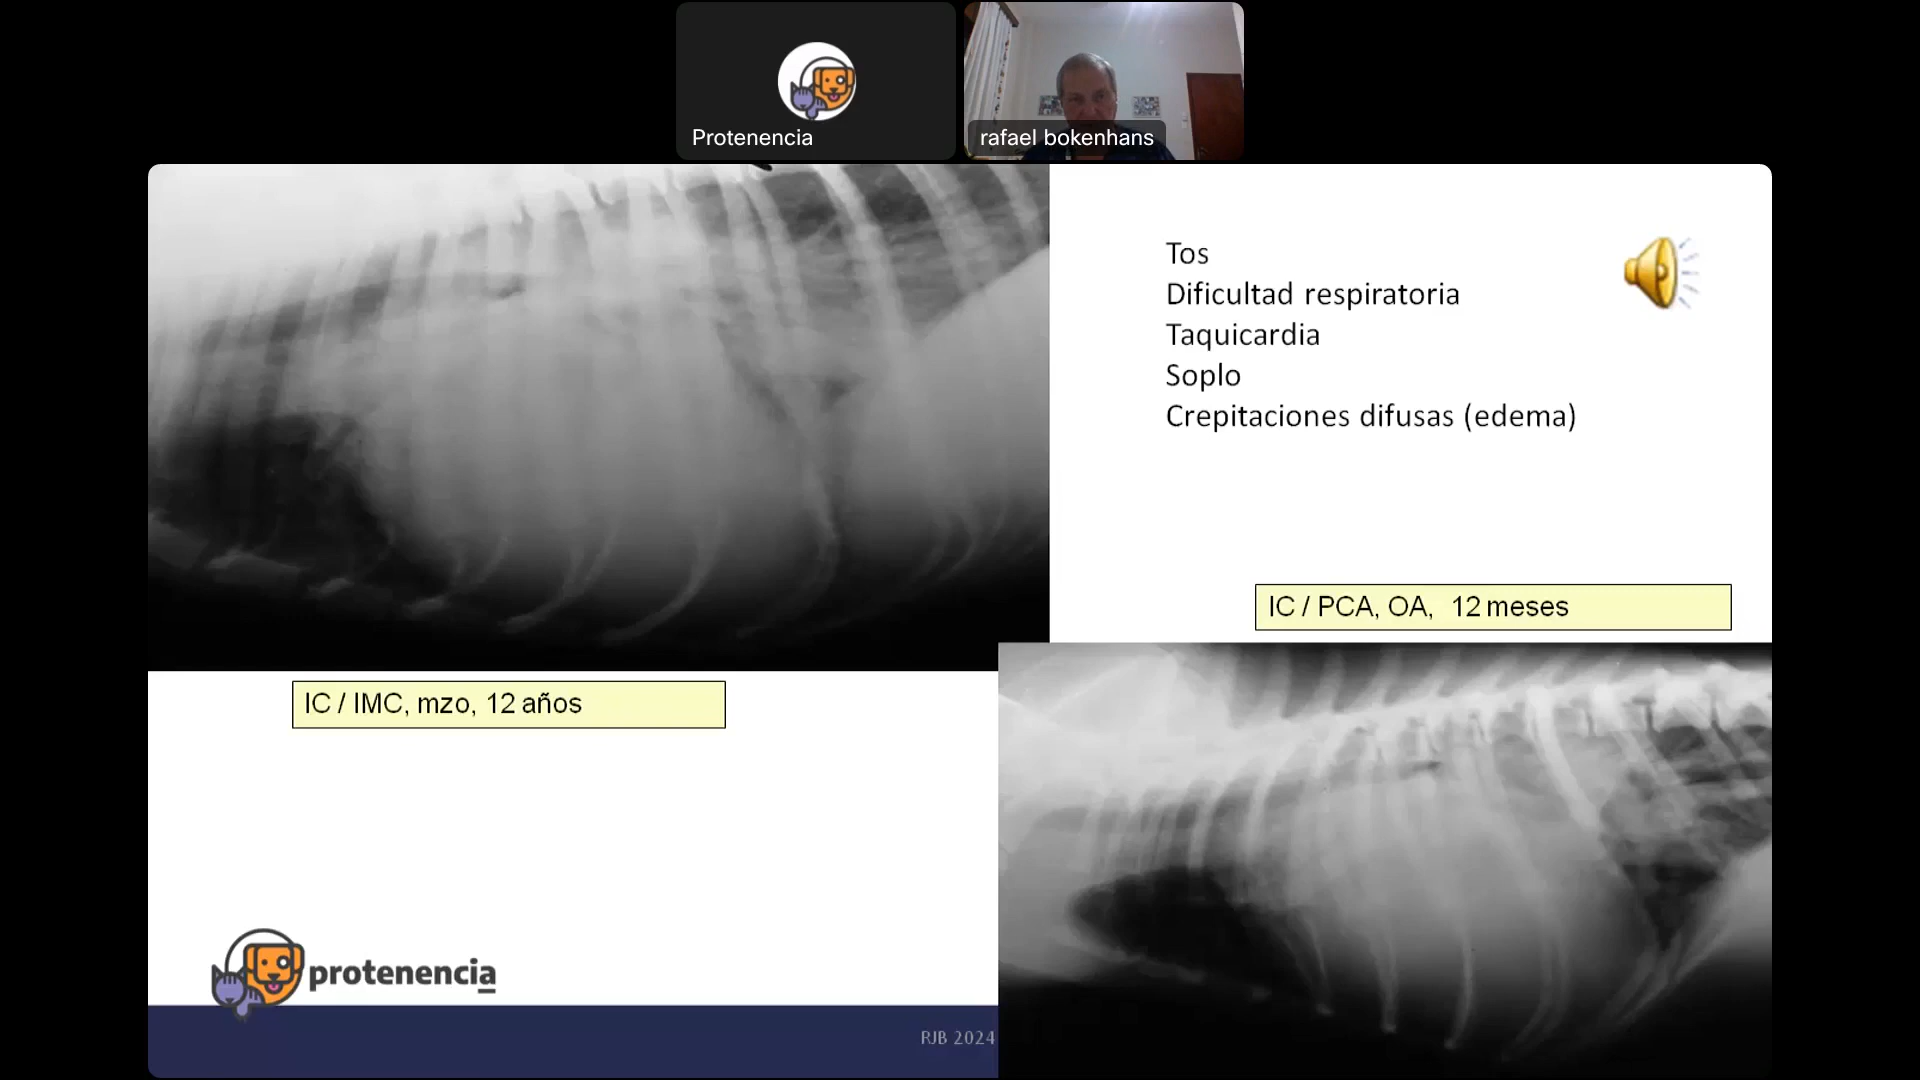 Protenencia
rafael bokenhans
Tos
Dificultad respiratoria
Taquicardia
Soplo
Crepitaciones difusas (edema)
IC / PCA, OA, 12 meses
IC / IMC, mzo, 12 años
protenencia
RJB 2024